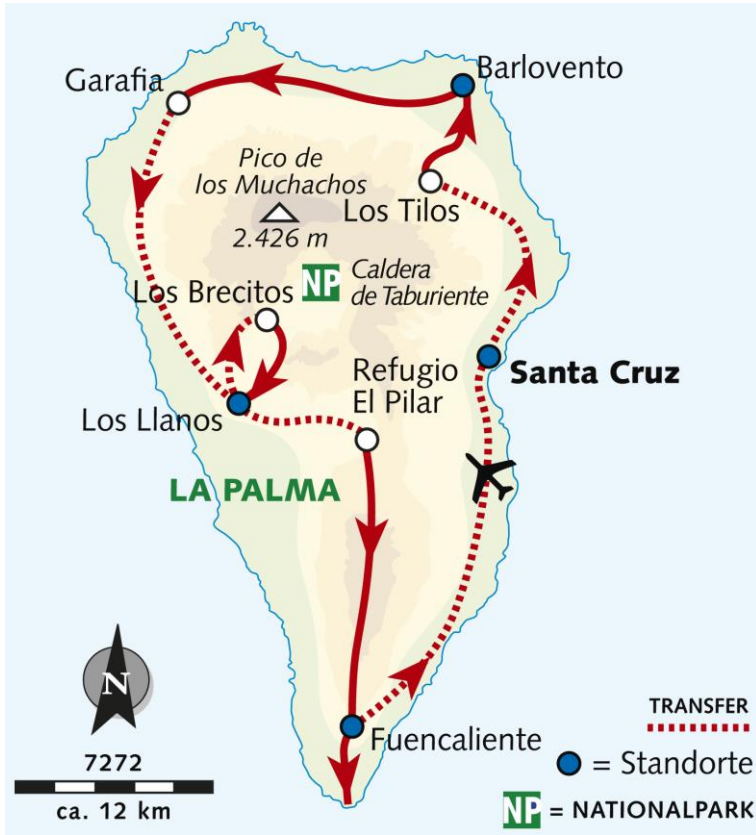 Garafia
Barlovento
Pico de
los Muchachos
2.426 m
Los Tilos
Los Brecitos
NP
Caldera
de Taburiente
Santa Cruz
Refugio
El Pilar
Los Llanos
LA PALMA
Fuencaliente
N
7272
ca. 12 km
TRANSFER
= Standorte
NP = NATIONALPARK